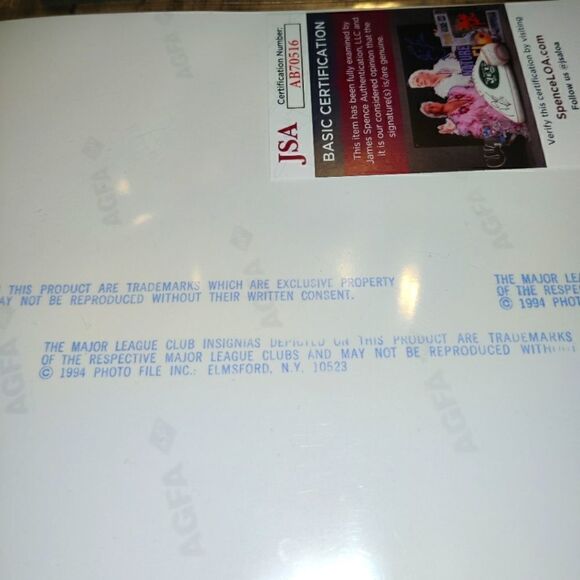 JSA
Certification Number:
AB70516
BASIC CERTIFICATION
This item has been fully examined by
James Spence Authentication, LLC and
it is our considered opinion that the
signature(s) is/are genuine.
Verify this certification by visiting
SpenceLOA.com
Follow us @jsaloa
THIS PRODUCT ARE TRADEMARKS WHICH ARE EXCLUSIVE PROPERTY
AY NOT BE REPRODUCED WITHOUT THEIR WRITTEN CONSENT.
THE MAJOR LEA
OF THE RESPE
© 1994 PHOTO
THE MAJOR LEAGUE CLUB INSIGNIAS DEPICTED ON THIS PRODUCT ARE TRADEMARKS
OF THE RESPECTIVE MAJOR LEAGUE CLUBS AND MAY NOT BE REPRODUCED WITH
© 1994 PHOTO FILE INC.: ELMSFORD, N.Y. 10523
AGFA
AGFA
AGFA
AGFA
AGFA